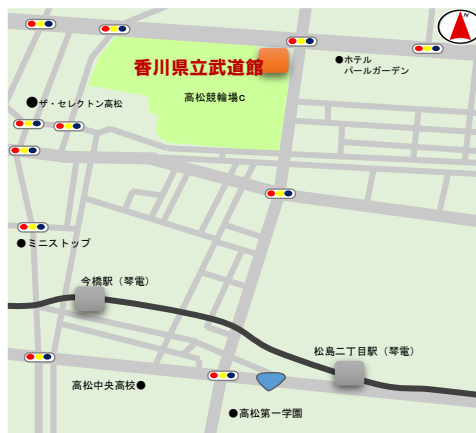 N
香川県立武道館
ホテル
パールガーデン
高松競輪場c
ザ・セレクトン高松
ミニストップ
今橋駅（琴電）
松島二丁目駅（琴電）
高松中央高校
高松第一学園